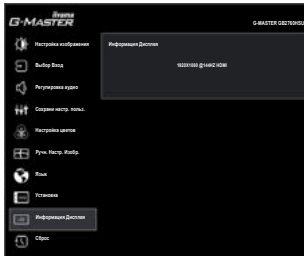 iiyama
G-MASTER
G-MASTER GB2760HSU
Настройка изображения
Информация Дисплея
Выбор Вход
1920X1080 @144HZ HDMI
Регулировка аудио
Сохрани настр. польз.
Настройка цветов
Ручн. Настр. Изобр.
Язык
Установка
Информация Дисплея
Сброс